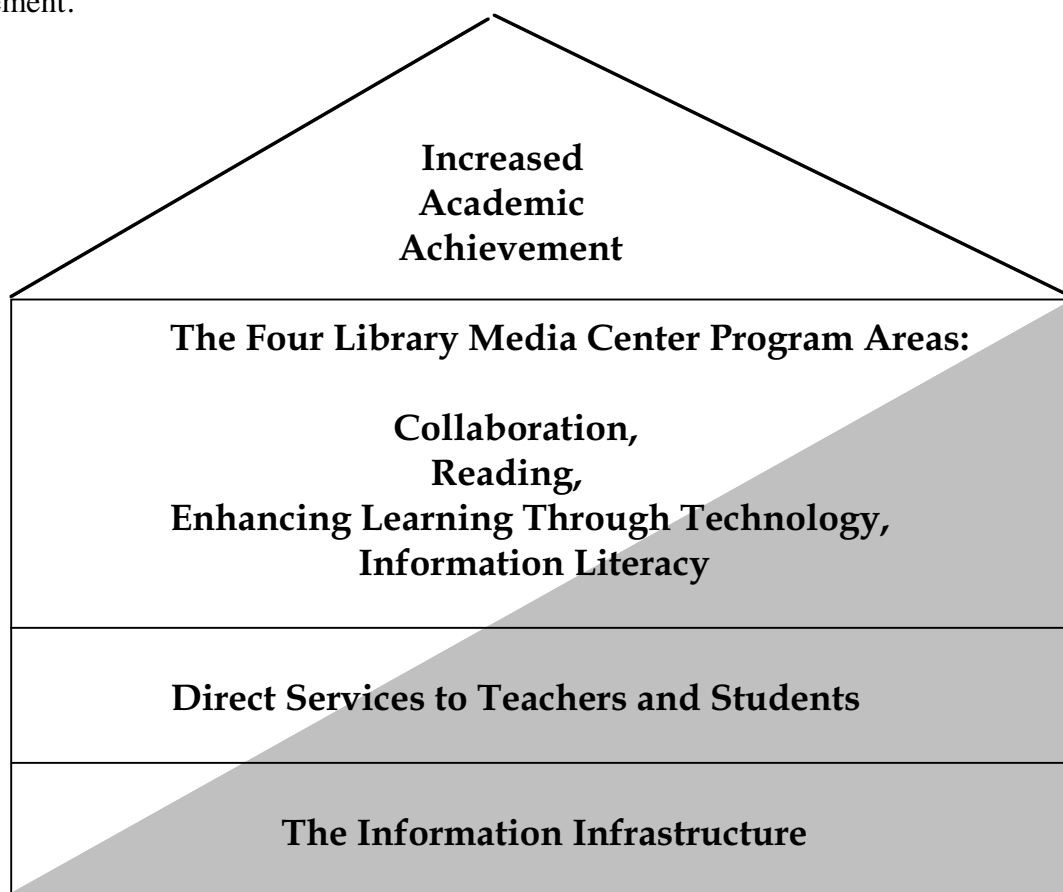 ement.
Increased
Academic
Achievement
The Four Library Media Center Program Areas:
Collaboration,
Reading,
Enhancing Learning Through Technology,
Information Literacy
Direct Services to Teachers and Students
The Information Infrastructure